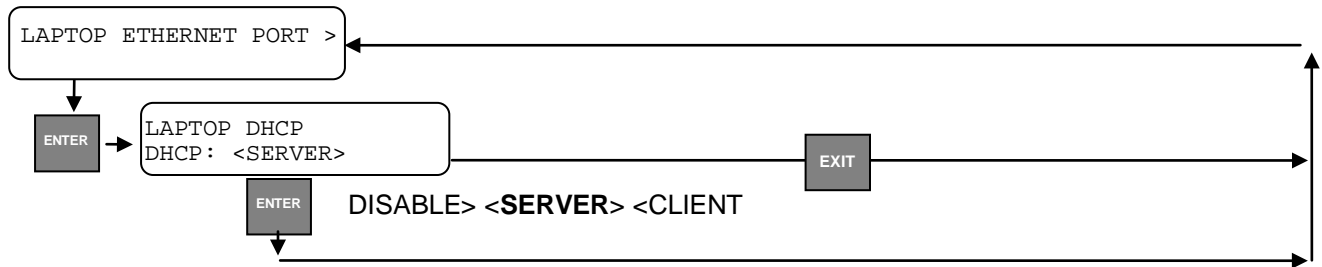 LAPTOP ETHERNET PORT >
ENTER
LAPTOP DHCP
DHCP: <SERVER>
EXIT
ENTER
DISABLE> <SERVER> <CLIENT